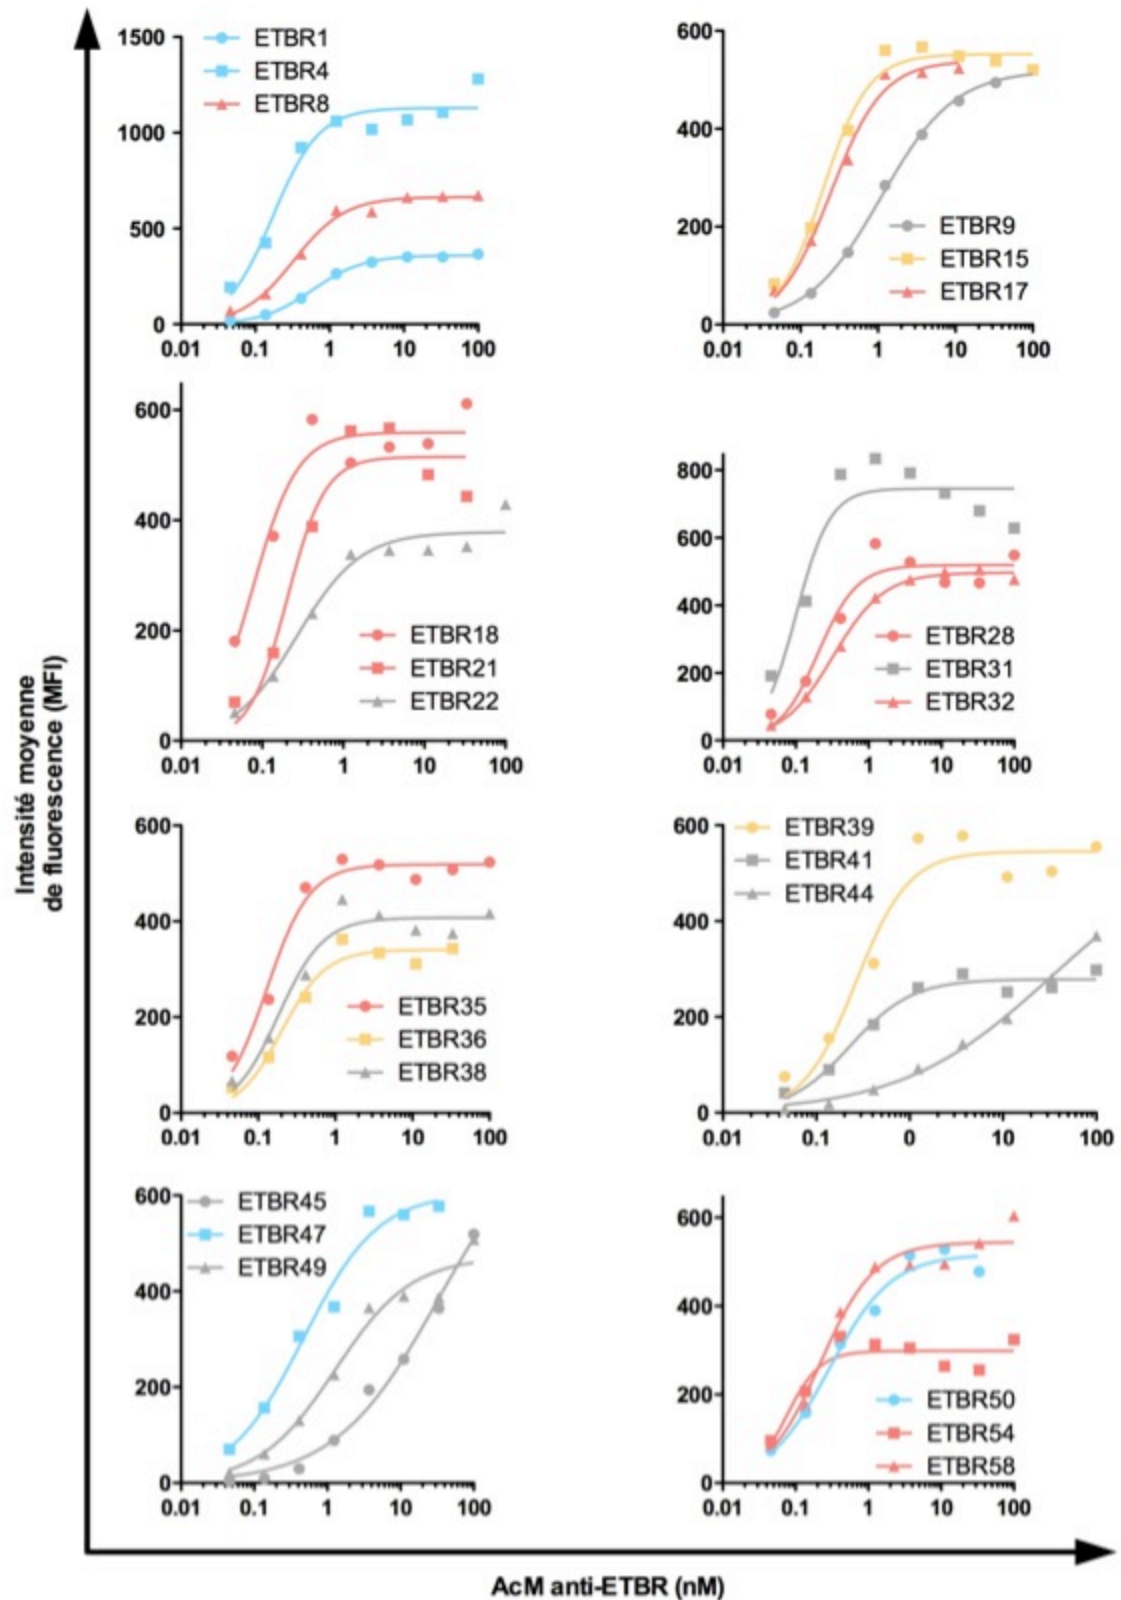 1500
1000
500
0
0.01 0.1 1 10 100
ETBR1
ETBR4
ETBR8
600
400
200
0
0.01 0.1 1 10 100
ETBR9
ETBR15
ETBR17
600
400
200
0
0.01 0.1 1 10 100
ETBR18
ETBR21
ETBR22
800
600
400
200
0
0.01 0.1 1 10 100
ETBR28
ETBR31
ETBR32
600
400
200
0
0.01 0.1 1 10 100
ETBR35
ETBR36
ETBR38
600
400
200
0
0.01 0.1 0 10 100
ETBR39
ETBR41
ETBR44
600
400
200
0
0.01 0.1 1 10 100
ETBR45
ETBR47
ETBR49
600
400
200
0
0.01 0.1 1 10 100
ETBR50
ETBR54
ETBR58
Intensité moyenne
de fluorescence (MFI)
AcM anti-ETBR (nM)